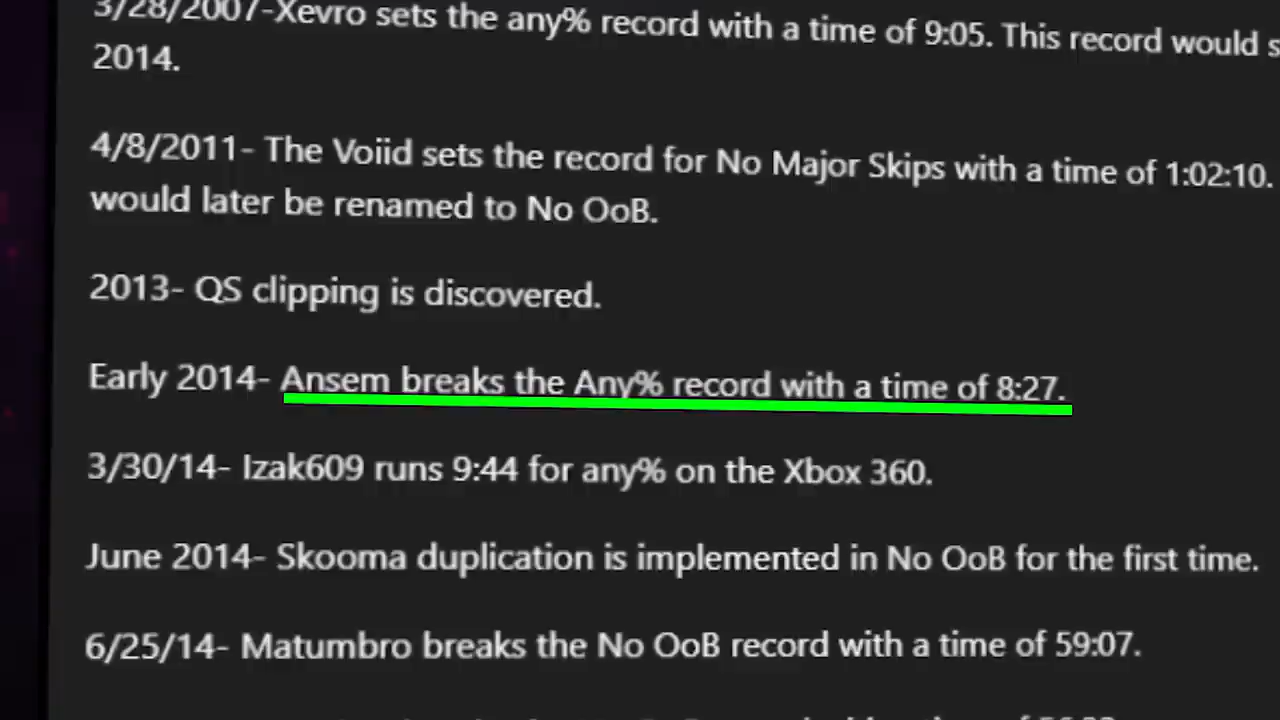 3/28/2007-Xevro sets the any% record with a time of 9:05. This record would
2014.
4/8/2011- The Voiid sets the record for No Major Skips with a time of 1:02:10.
would later be renamed to No OoB.
2013- QS clipping is discovered.
Early 2014- Ansem breaks the Any% record with a time of 8:27.
3/30/14- Izak609 runs 9:44 for any% on the Xbox 360.
June 2014- Skooma duplication is implemented in No OoB for the first time.
6/25/14- Matumbro breaks the No OoB record with a time of 59:07.